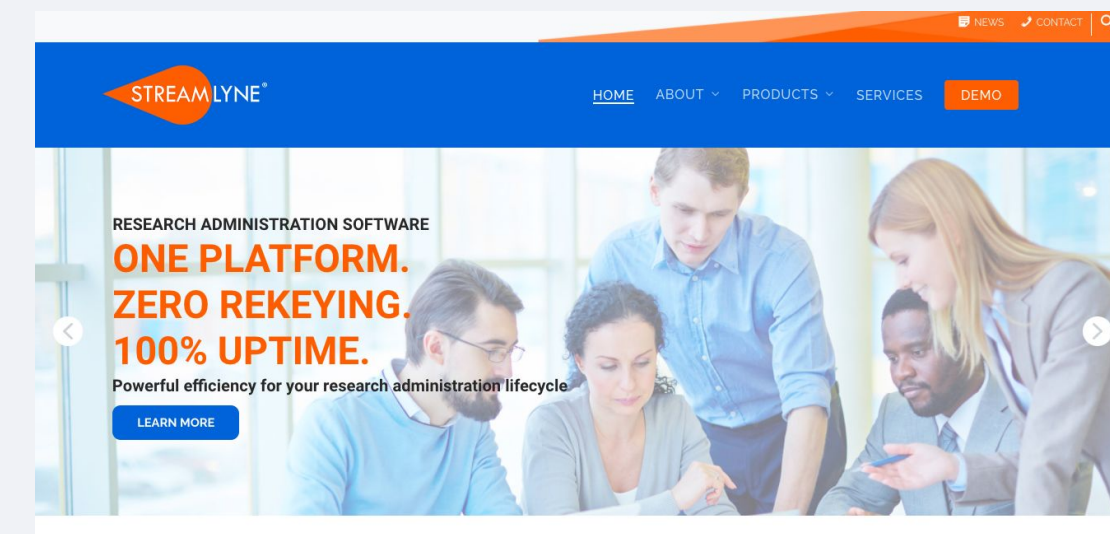 NEWS
CONTACT
STREAMLYNE®
HOME
ABOUT
PRODUCTS
SERVICES
DEMO
RESEARCH ADMINISTRATION SOFTWARE
ONE PLATFORM.
ZERO REKEYING.
100% UPTIME.
Powerful efficiency for your research administration lifecycle
LEARN MORE